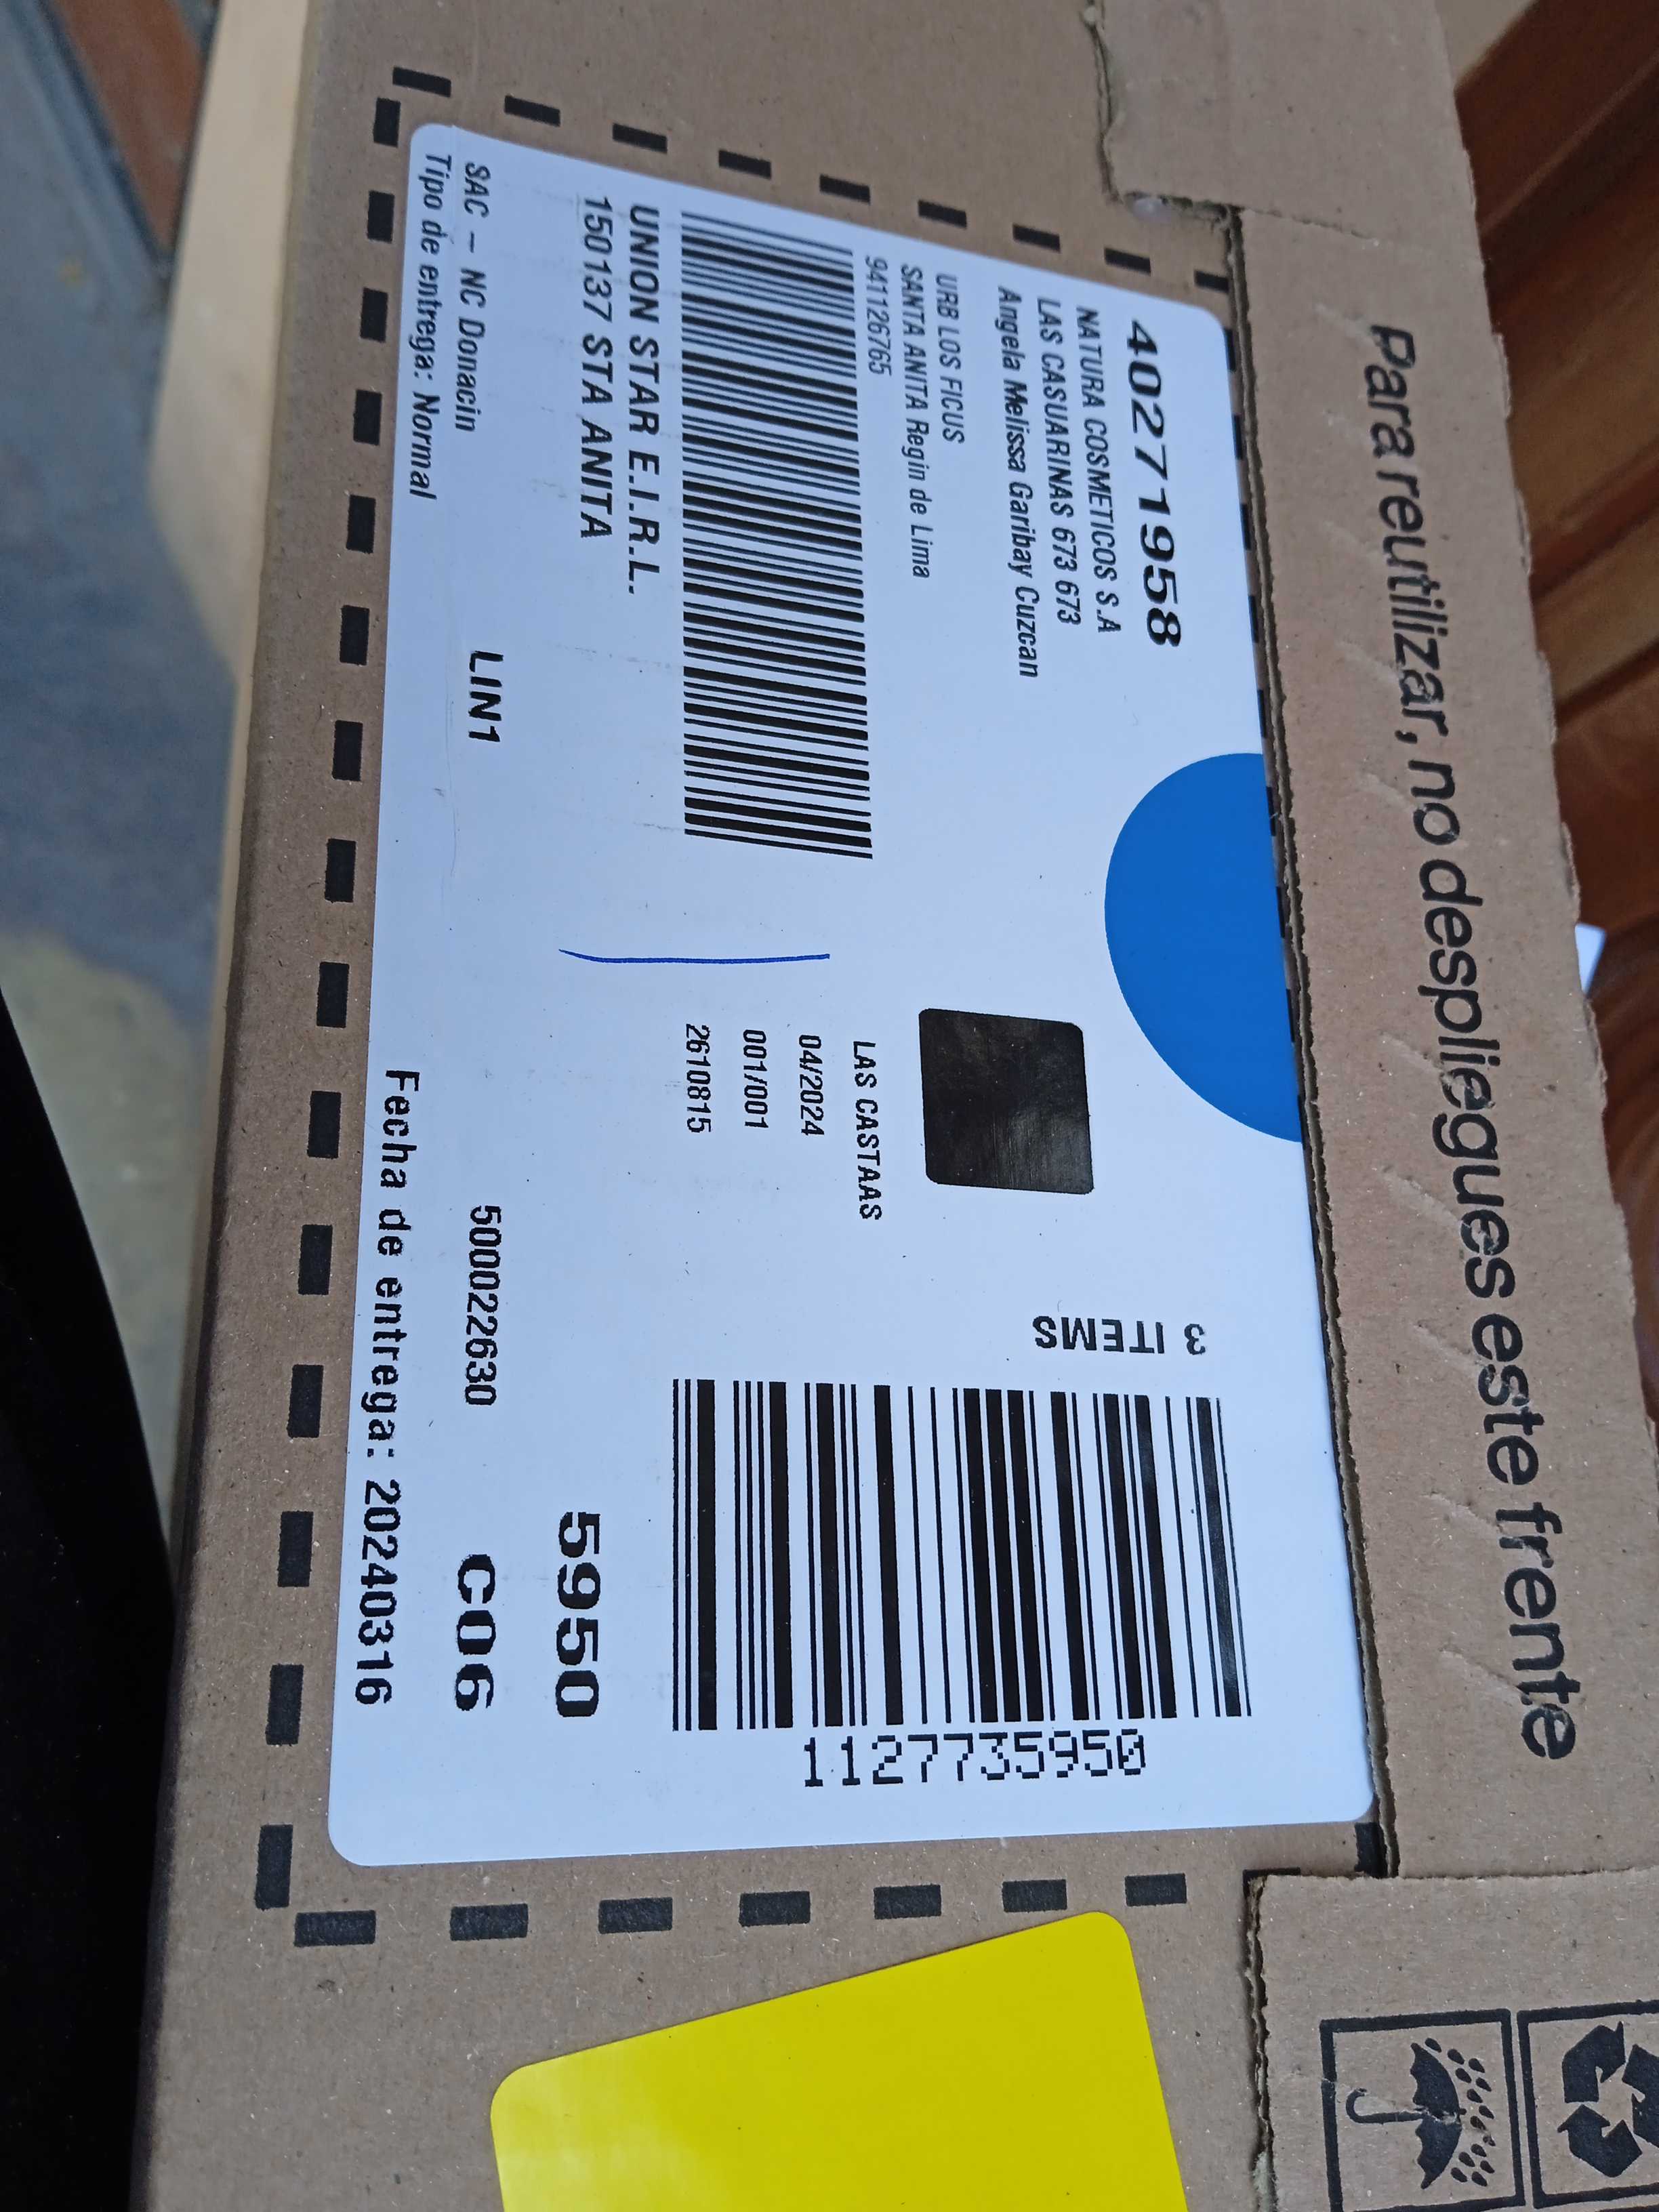 Para reutilizar, no despliegues este frente
402771958
NATURA COSMETICOS S.A
LAS CASUARINAS 673 673
Angela Melissa Garibay Cuzcan
URB LOS FICUS
SANTA ANITA Regin de Lima
941126765
UNION STAR E.I.R.L.
150137 STA ANITA
SAC - NC Donacin
Tipo de entrega: Normal
LIN1
LAS CASTAAS
04/2024
001/001
2610815
3 ITEMS
1127735950
5950
500022630
C06
Fecha de entrega: 20240316